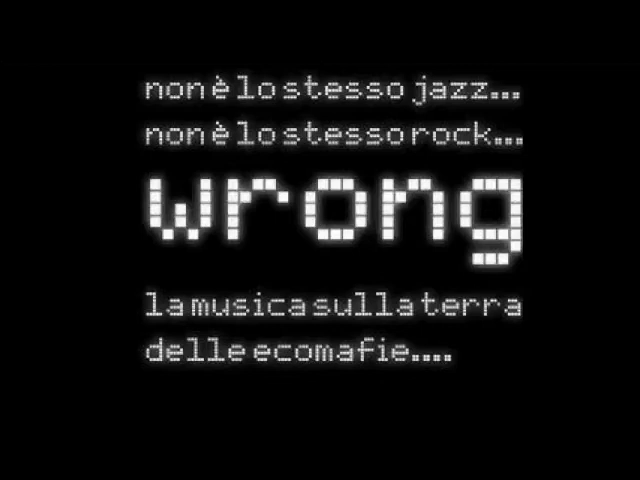 non è lo stesso jazz...
non è lo stesso rock...
wrong
la musica sulla terra
delle ecomafie....